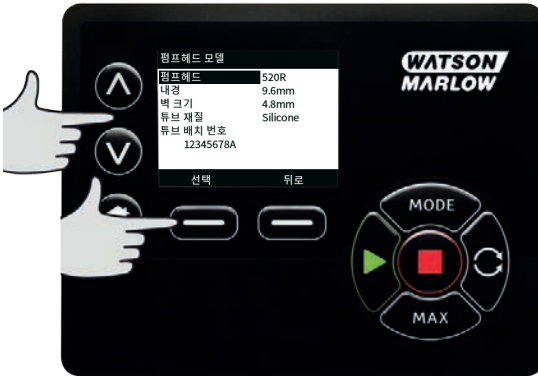 펌프헤드 모델
펌프헤드 520R
내경 9.6mm
벽 크기 4.8mm
튜브 재질 Silicone
튜브 배치 번호
12345678A
선택 뒤로
WATSON
MARLOW
MODE
MAX